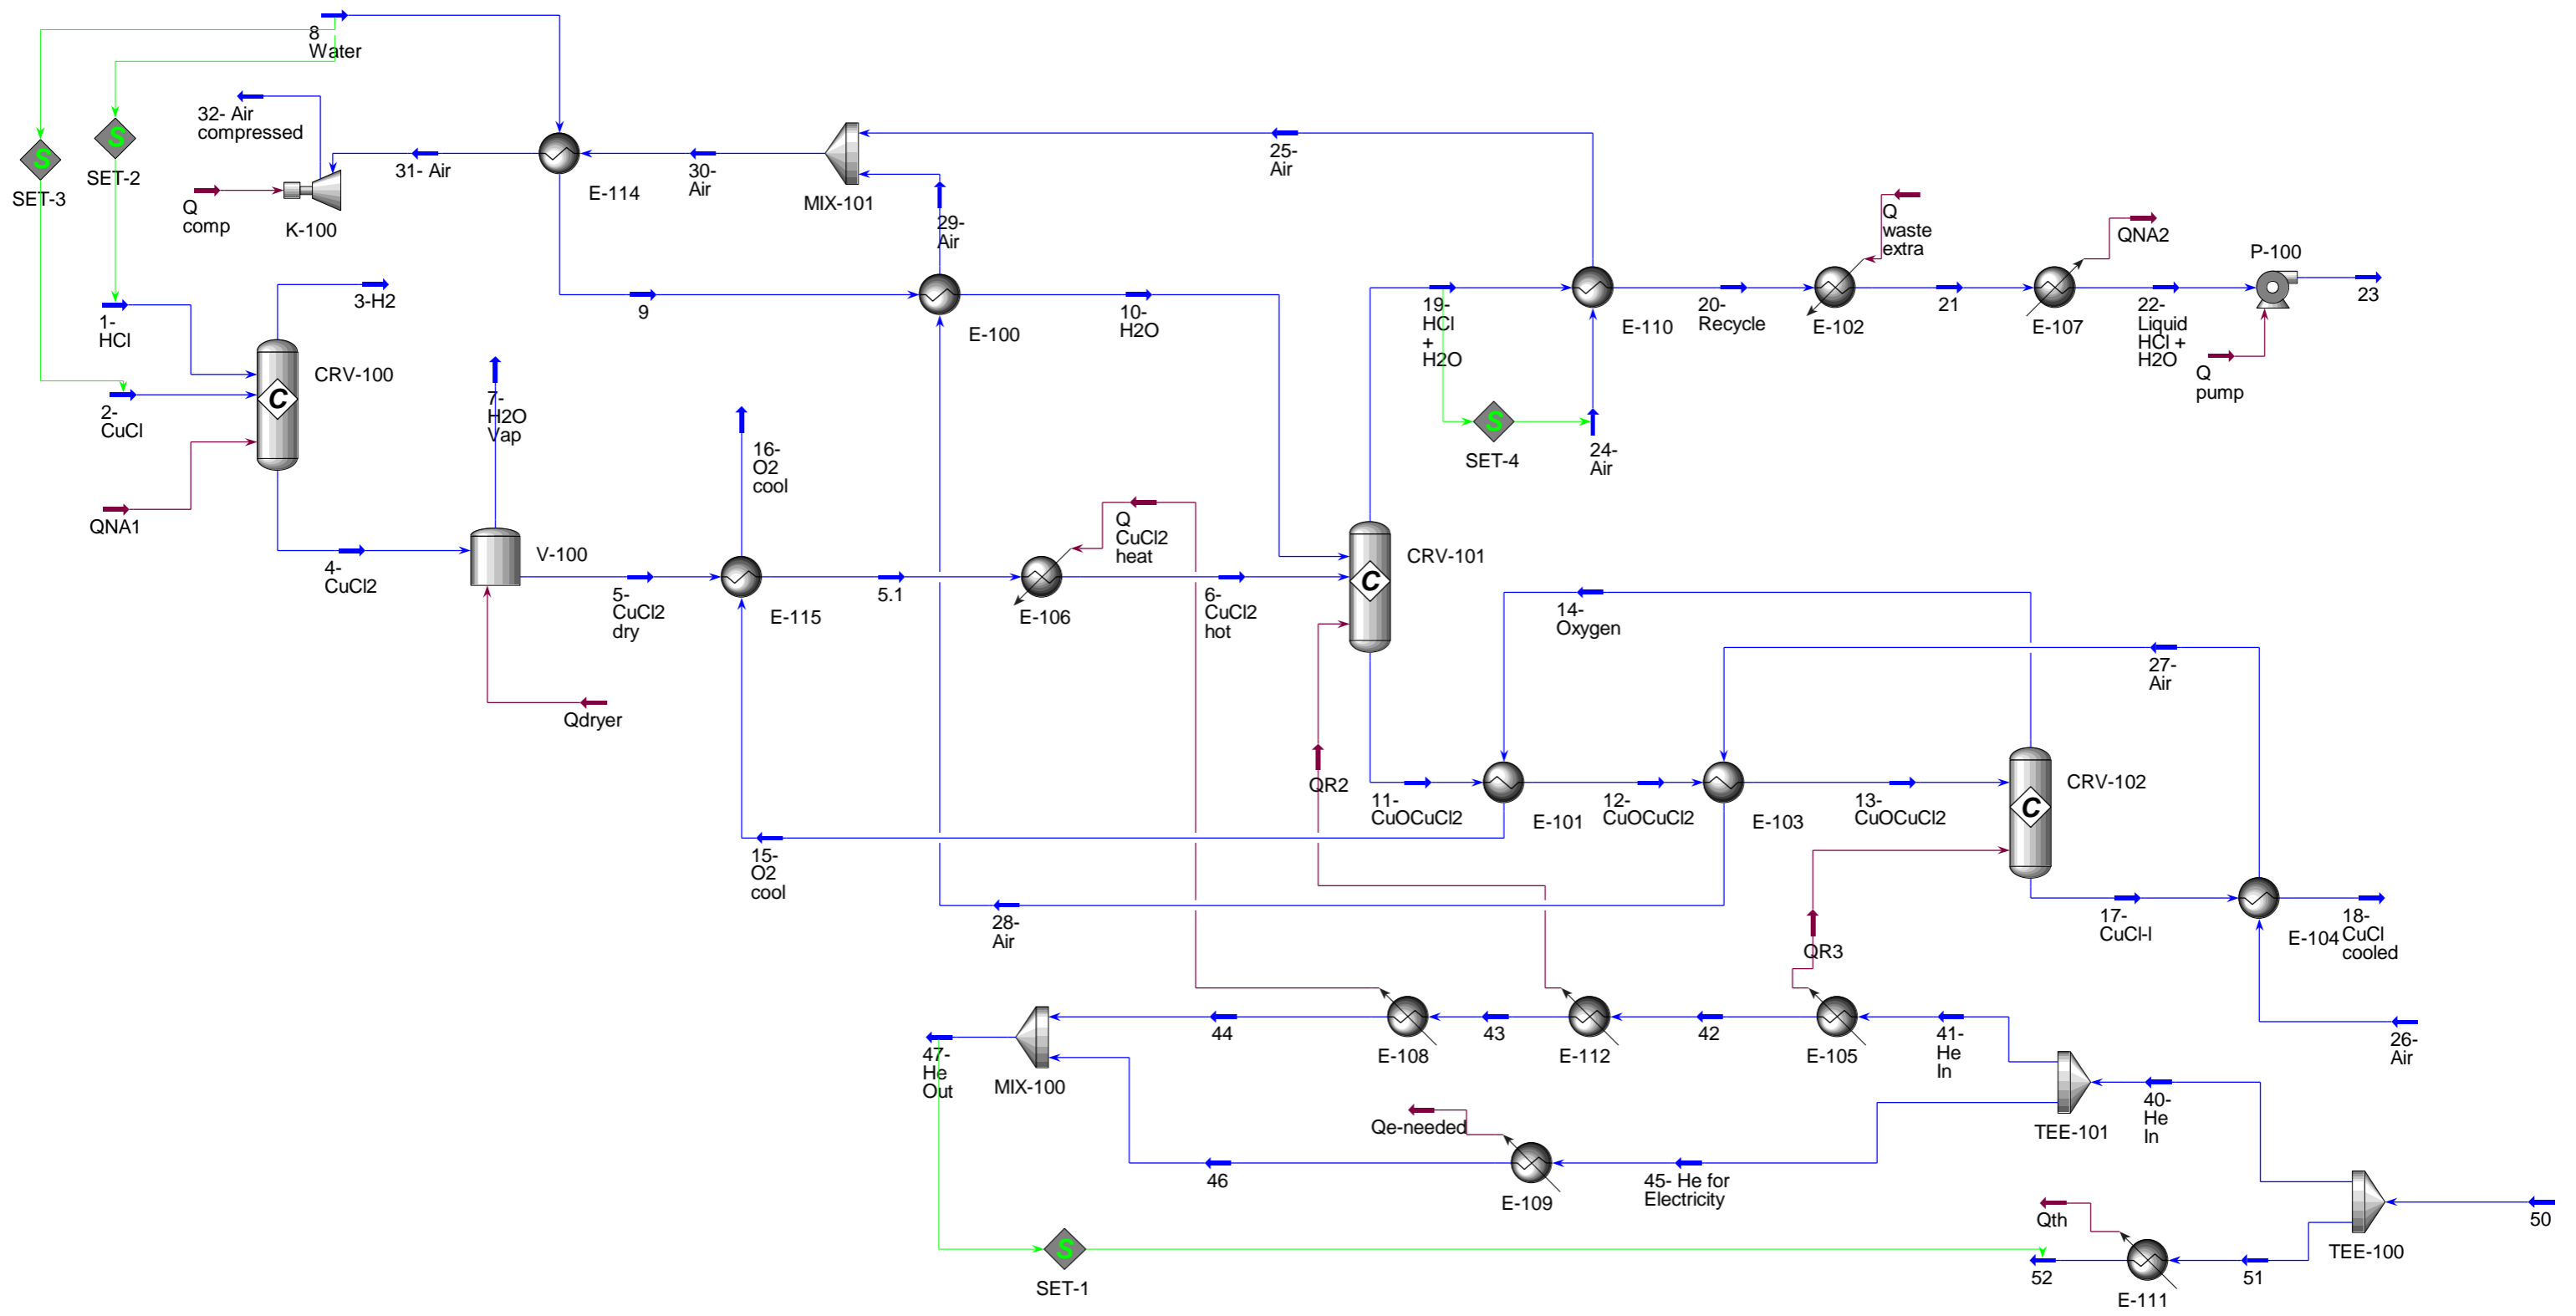 8
Water
32- Air
compressed
S
S
SET-3
SET-2
Q
comp
K-100
31- Air
E-114
30-
Air
MIX-101
25-
Air
29-
Air
9
E-100
10-
H2O
3-H2
1-
HCl
2-
CuCl
C
CRV-100
QNA1
4-
CuCl2
7-
H2O
Vap
V-100
Qdryer
5-
CuCl2
dry
16-
O2
cool
E-115
5.1
Q
CuCl2
heat
E-106
6-
CuCl2
hot
C
CRV-101
19-
HCl
+
H2O
S
SET-4
24-
Air
E-110
20-
Recycle
Q
waste
extra
E-102
21
QNA2
E-107
22-
Liquid
HCl +
H2O
P-100
Q
pump
23
14-
Oxygen
27-
Air
QR2
11-
CuOCuCl2
E-101
12-
CuOCuCl2
E-103
13-
CuOCuCl2
C
CRV-102
15-
O2
cool
28-
Air
17-
CuCl-l
E-104
18-
CuCl
cooled
26-
Air
QR3
47-
He
Out
MIX-100
44
E-108
43
E-112
42
E-105
41-
He
In
TEE-101
40-
He
In
Qe-needed
46
E-109
45- He for
Electricity
S
SET-1
Qth
52
E-111
51
TEE-100
50